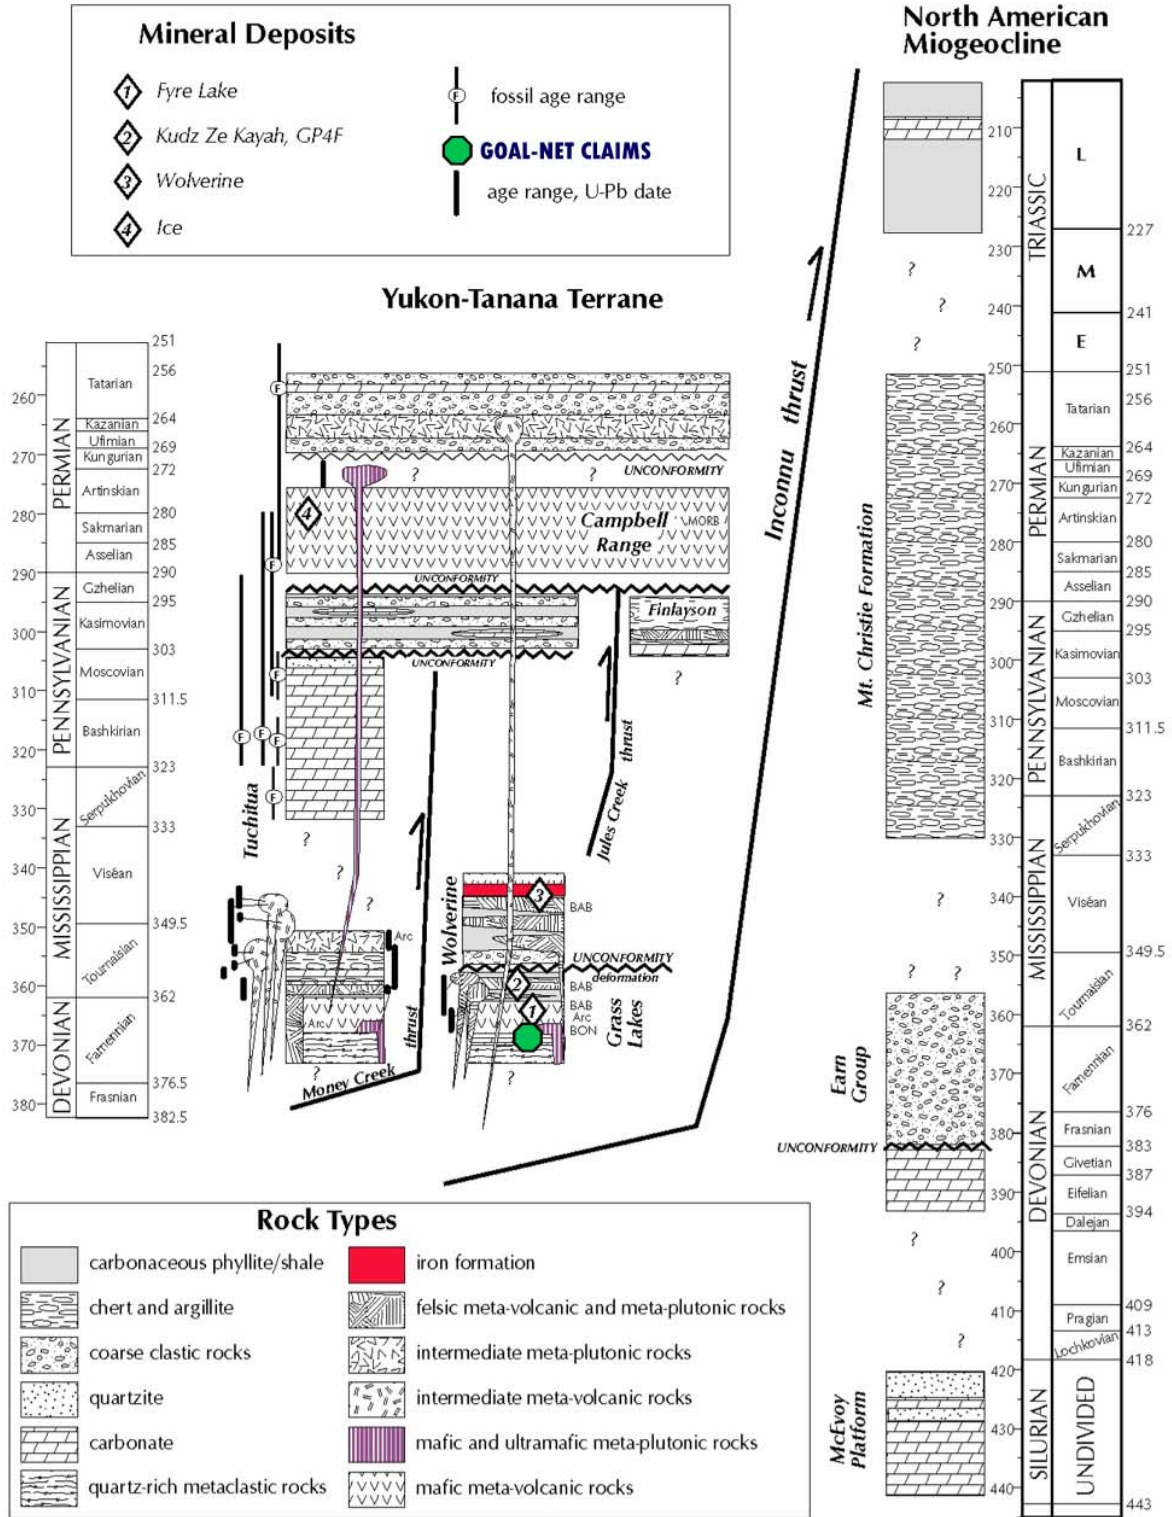 Mineral Deposits
1 Fyre Lake
2 Kudz Ze Kayah, GP4F
3 Wolverine
4 Ice
F fossil age range
GOAL-NET CLAIMS
age range, U-Pb date
North American
Miogeocline
Yukon-Tanana Terrane
251
256
264
269
272
280
285
290
295
303
311.5
323
333
349.5
362
376.5
382.5
260
270
280
290
300
310
320
330
340
350
360
370
380
PERMIAN
PENNSYLVANIAN
MISSISSIPPIAN
DEVONIAN
Tatarian
Kazanian
Ufimian
Kungurian
Artinskian
Sakmarian
Asselian
Gzhelian
Kasimovian
Moscovian
Bashkirian
Serpukhovian
Viséan
Tournaisian
Famennian
Frasnian
F
F
F
F
F
F
F
Tuchitua
? ?
UNCONFORMITY
4
Campbell
Range
MORB
UNCONFORMITY
Finlayson
UNCONFORMITY
?
?
?
?
Arc
Arc
?
Money Creek
thrust
Jules Creek
thrust
Wolverine
3
BAB
UNCONFORMITY
deformation
2
BAB
1
BAB
Arc
BON
Grass
Lakes
?
Inconnu thrust
210
220
230
240
250
260
270
280
290
300
310
320
330
340
350
360
370
380
390
400
410
420
430
440
TRIASSIC
PERMIAN
PENNSYLVANIAN
MISSISSIPPIAN
DEVONIAN
SILURIAN
L
M
E
Tatarian
Kazanian
Ufimian
Kungurian
Artinskian
Sakmarian
Asselian
Gzhelian
Kasimovian
Moscovian
Bashkirian
Serpukhovian
Viséan
Tournaisian
Famennian
Frasnian
Givetian
Eifelian
Dalejan
Emsian
Pragian
Lochkovian
UNDIVIDED
227
241
251
256
264
269
272
280
285
290
295
303
311.5
323
333
349.5
362
376
383
387
394
409
413
418
443
?
?
?
Mt. Christie Formation
?
? ?
Earn
Group
UNCONFORMITY
?
?
?
McEvoy
Platform
Rock Types
carbonaceous phyllite/shale
chert and argillite
coarse clastic rocks
quartzite
carbonate
quartz-rich metaclastic rocks
iron formation
felsic meta-volcanic and meta-plutonic rocks
intermediate meta-plutonic rocks
intermediate meta-volcanic rocks
mafic and ultramafic meta-plutonic rocks
mafic meta-volcanic rocks